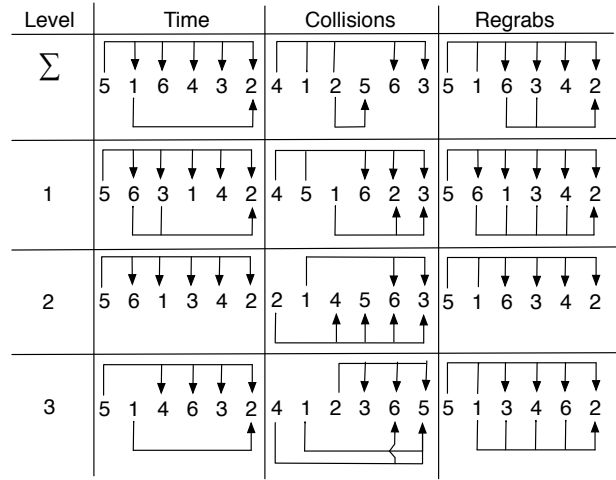 Level Time Collisions Regrabs
∑ 5 1 6 4 3 2 4 1 2 5 6 3 5 1 6 3 4 2
1 5 6 3 1 4 2 4 5 1 6 2 3 5 6 1 3 4 2
2 5 6 1 3 4 2 2 1 4 5 6 3 5 1 6 3 4 2
3 5 1 4 6 3 2 4 1 2 3 6 5 5 1 3 4 6 2